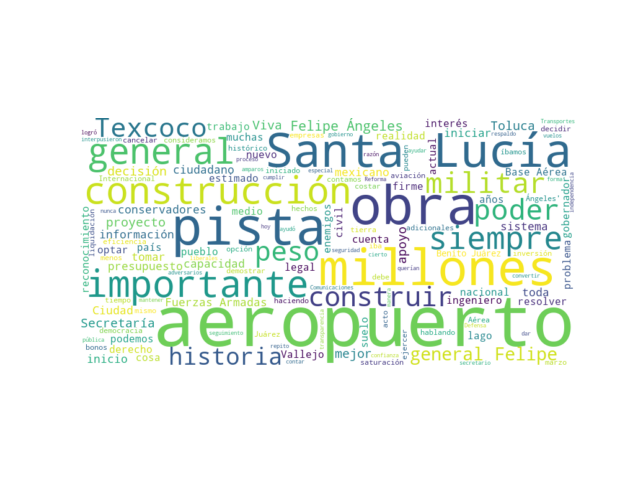 Texcoco trabajo Viva Felipe Ángeles interés Toluca Transportes
logró cancelar consideramos muchas empresas gobierno realidad iniciar decidir
interpusieron histórico pueden respaldo vuelos
general Santa Lucía
decisión ciudadano nuevo razón mexicano actual íbamos
optar capacidad proceso estimado amparos cumplir iniciado especial costar aviación firme Base Aérea
construcción pista obra militar poder gobernador
conservadores medio hechos enemigos civil tierra adicionales años Ángeles'
reconocimiento proyecto siempre sistema
liquidación información eficiencia pueblo opción peso cuenta apoyo Benito Juárez inversión problema
nunca país hoy ayudó legal
menos tomar adversarios demostrar
presupuesto querían debe cierto convertir
importante millones
Internacional contamos Reforma nacional toda
tiempo Fuerzas Armadas haciendo construir ingeniero resolver
Ciudad aeropuerto
Secretaría
democracia podemos Juárez suelo acto hablando lago Aérea
pública bonos derecho seguimiento repito ejercer dar
inicio cosa historia Vallejo mejor general Felipe marzo
contar saturación confianza secretario
Comunicaciones
seguridad